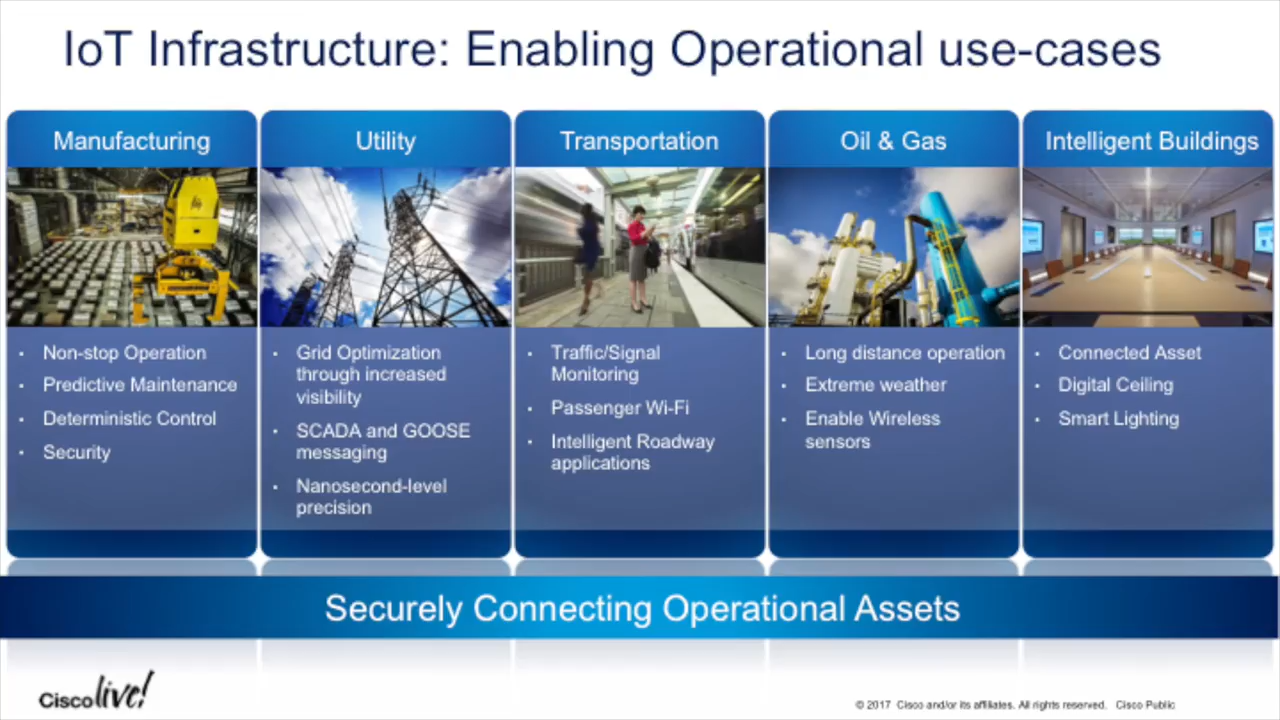 IoT Infrastructure: Enabling Operational use-cases
Manufacturing
• Non-stop Operation
• Predictive Maintenance
• Deterministic Control
• Security
Utility
• Grid Optimization
through increased
visibility
• SCADA and GOOSE
messaging
• Nanosecond-level
precision
Transportation
• Traffic/Signal
Monitoring
• Passenger Wi-Fi
• Intelligent Roadway
applications
Oil & Gas
• Long distance operation
• Extreme weather
• Enable Wireless
sensors
Intelligent Buildings
• Connected Asset
• Digital Ceiling
• Smart Lighting
Securely Connecting Operational Assets
Cisco live!
© 2017 Cisco and/or its affiliates. All rights reserved. Cisco Public